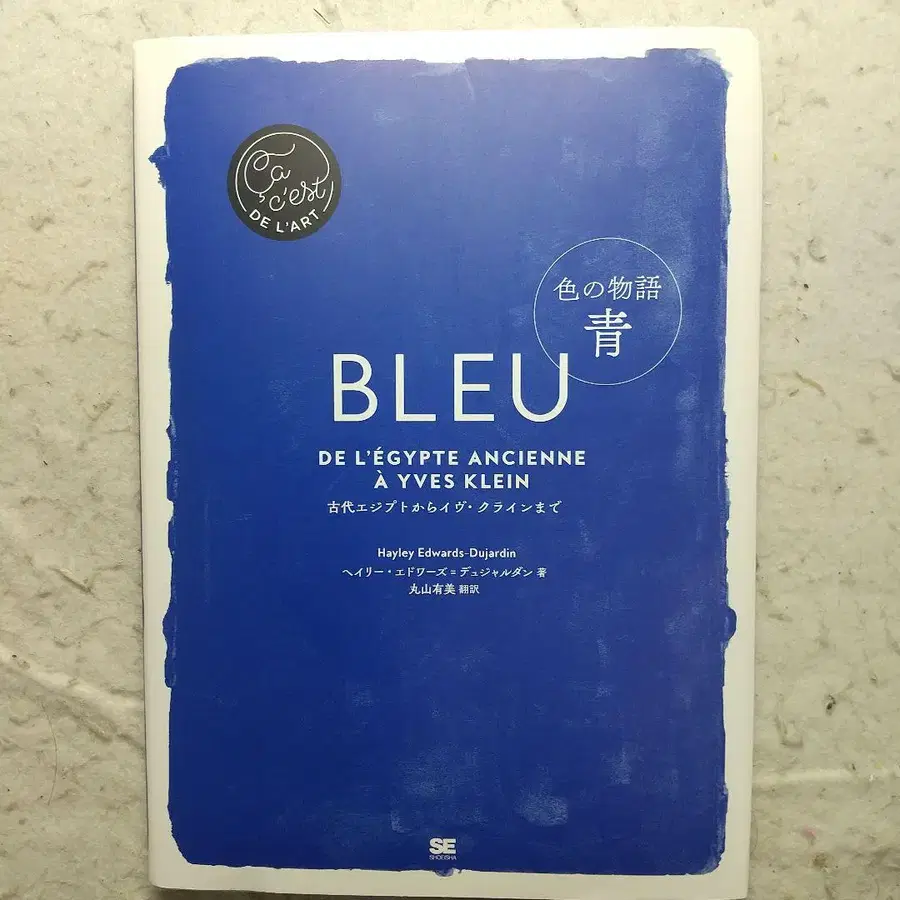 Ça
c'est
DE L'ART
色の物語
青
BLEU
DE L'ÉGYPTE ANCIENNE
À YVES KLEIN
古代エジプトからイヴ・クラインまで
Hayley Edwards-Dujardin
ヘイリー・エドワーズ=デュジャルダン 著
丸山有美 翻訳
SE
SHOEISHA